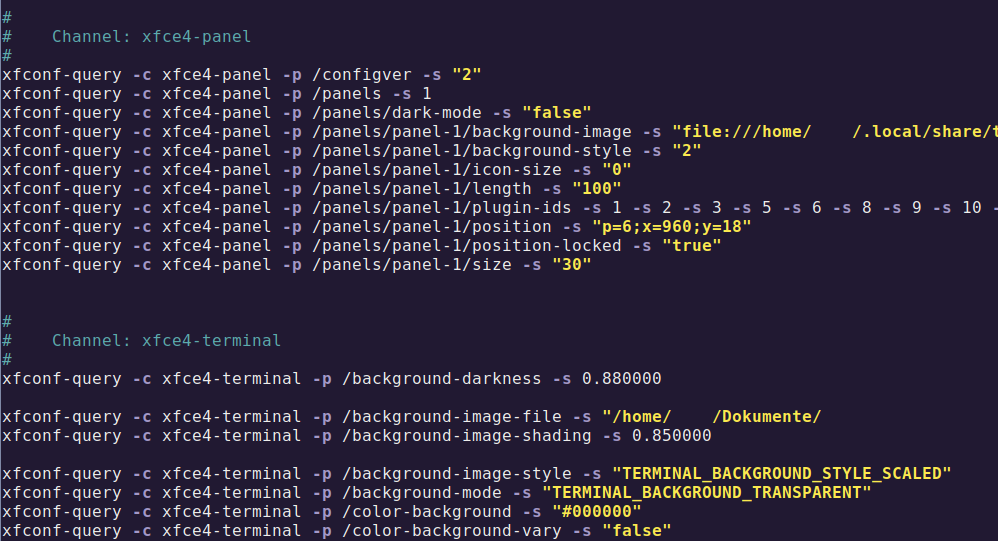 #
#    Channel: xfce4-panel
#
xfconf-query -c xfce4-panel -p /configver -s "2"
xfconf-query -c xfce4-panel -p /panels -s 1
xfconf-query -c xfce4-panel -p /panels/dark-mode -s "false"
xfconf-query -c xfce4-panel -p /panels/panel-1/background-image -s "file:///home/    /.local/share/t
xfconf-query -c xfce4-panel -p /panels/panel-1/background-style -s "2"
xfconf-query -c xfce4-panel -p /panels/panel-1/icon-size -s "0"
xfconf-query -c xfce4-panel -p /panels/panel-1/length -s "100"
xfconf-query -c xfce4-panel -p /panels/panel-1/plugin-ids -s 1 -s 2 -s 3 -s 5 -s 6 -s 8 -s 9 -s 10 -
xfconf-query -c xfce4-panel -p /panels/panel-1/position -s "p=6;x=960;y=18"
xfconf-query -c xfce4-panel -p /panels/panel-1/position-locked -s "true"
xfconf-query -c xfce4-panel -p /panels/panel-1/size -s "30"
#
#    Channel: xfce4-terminal
#
xfconf-query -c xfce4-terminal -p /background-darkness -s 0.880000
xfconf-query -c xfce4-terminal -p /background-image-file -s "/home/    /Dokumente/
xfconf-query -c xfce4-terminal -p /background-image-shading -s 0.850000
xfconf-query -c xfce4-terminal -p /background-image-style -s "TERMINAL_BACKGROUND_STYLE_SCALED"
xfconf-query -c xfce4-terminal -p /background-mode -s "TERMINAL_BACKGROUND_TRANSPARENT"
xfconf-query -c xfce4-terminal -p /color-background -s "#000000"
xfconf-query -c xfce4-terminal -p /color-background-vary -s "false"